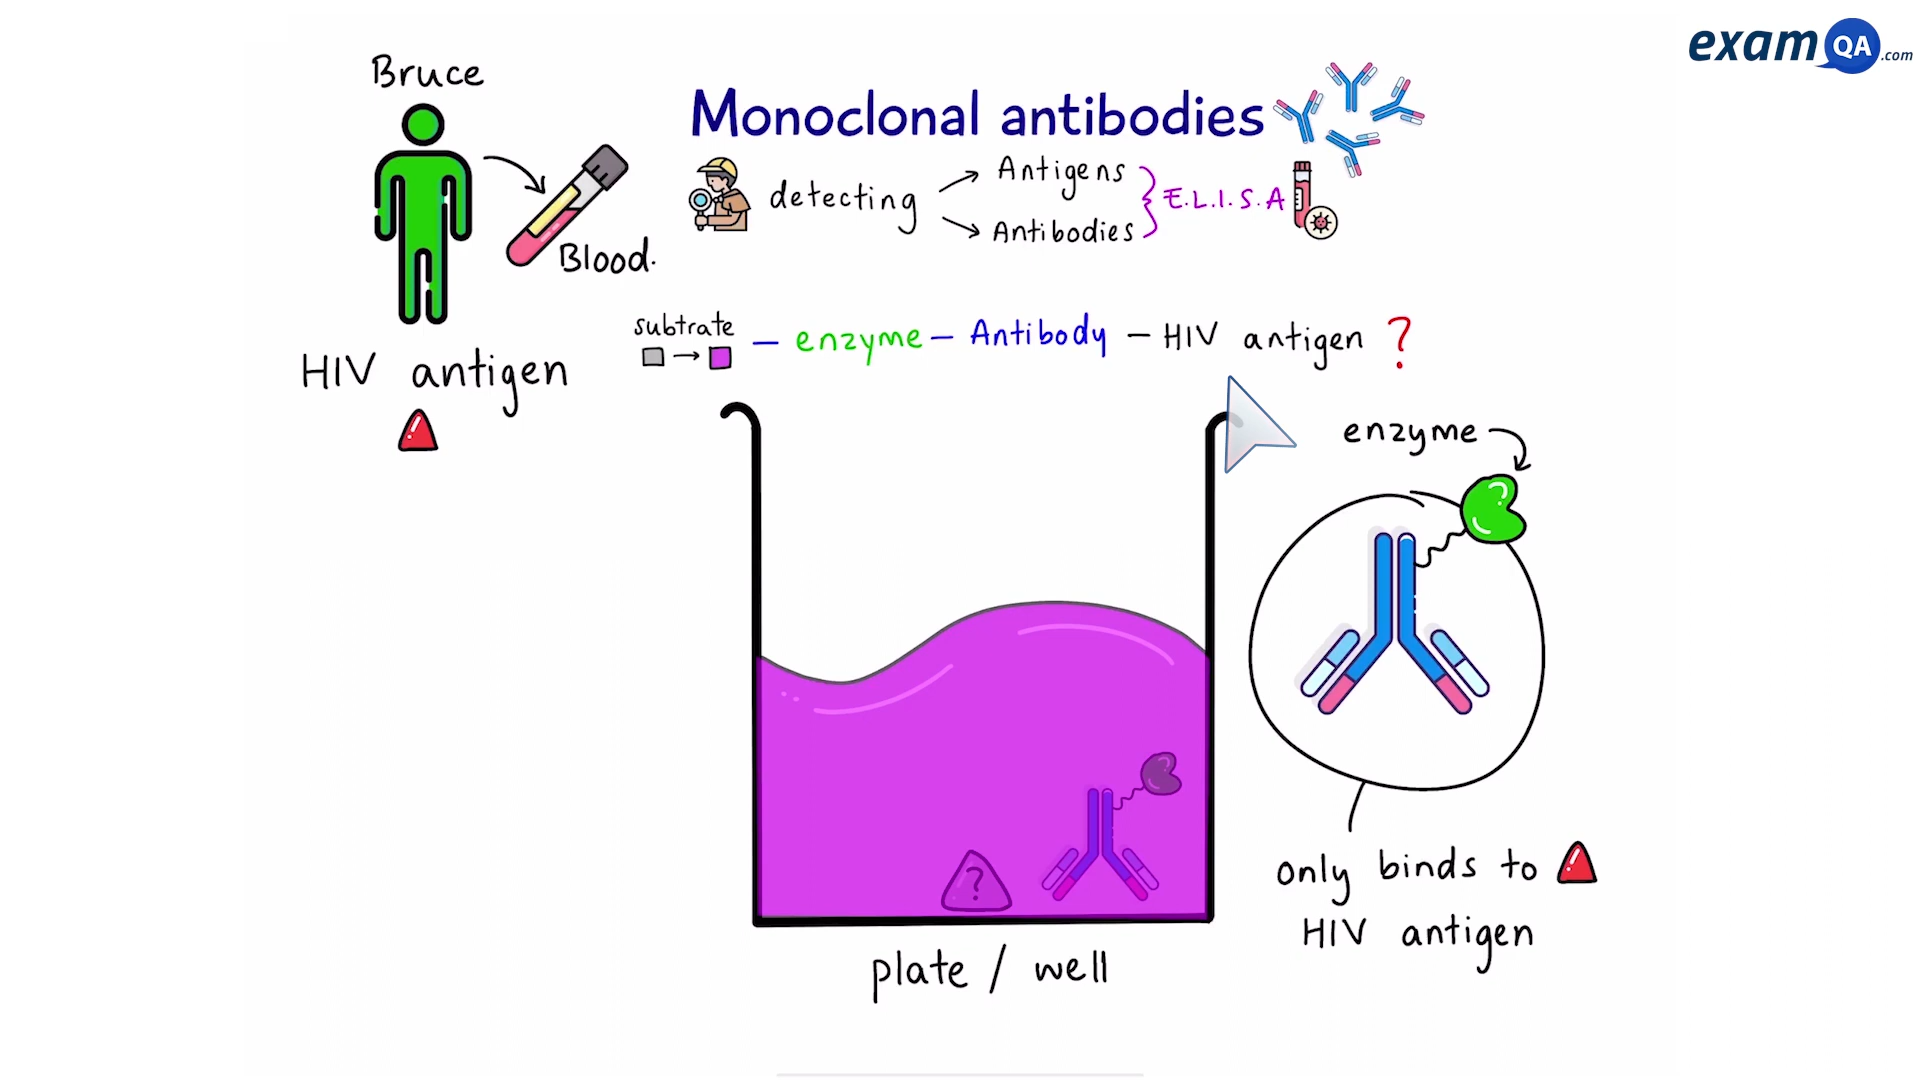 examQA.com
Bruce
Monoclonal antibodies
Blood.
detecting
Antigens
Antibodies
E.L.I.S.A
HIV antigen
subtrate
– enzyme – Antibody – HIV antigen ?
enzyme
?
only binds to
HIV antigen
plate / well